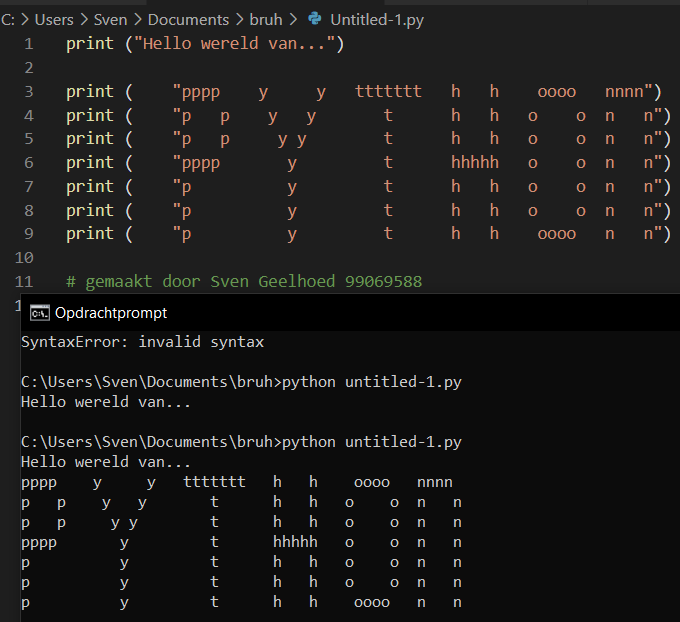 C: > Users > Sven > Documents > bruh > Untitled-1.py
1 print ("Hello wereld van...")
2
3 print (    "pppp    y     y   ttttttt   h   h    oooo   nnnn")
4 print (    "p   p    y   y       t      h   h   o    o  n   n")
5 print (    "p   p     y y        t      h   h   o    o  n   n")
6 print (    "pppp       y         t      hhhhh   o    o  n   n")
7 print (    "p          y         t      h   h   o    o  n   n")
8 print (    "p          y         t      h   h   o    o  n   n")
9 print (    "p          y         t      h   h    oooo   n   n")
10
11 # gemaakt door Sven Geelhoed 99069588
1
Opdrachtprompt
SyntaxError: invalid syntax
C:\Users\Sven\Documents\bruh>python untitled-1.py
Hello wereld van...
C:\Users\Sven\Documents\bruh>python untitled-1.py
Hello wereld van...
pppp    y     y   ttttttt   h   h    oooo   nnnn
p   p    y   y       t      h   h   o    o  n   n
p   p     y y        t      h   h   o    o  n   n
pppp       y         t      hhhhh   o    o  n   n
p          y         t      h   h   o    o  n   n
p          y         t      h   h   o    o  n   n
p          y         t      h   h    oooo   n   n